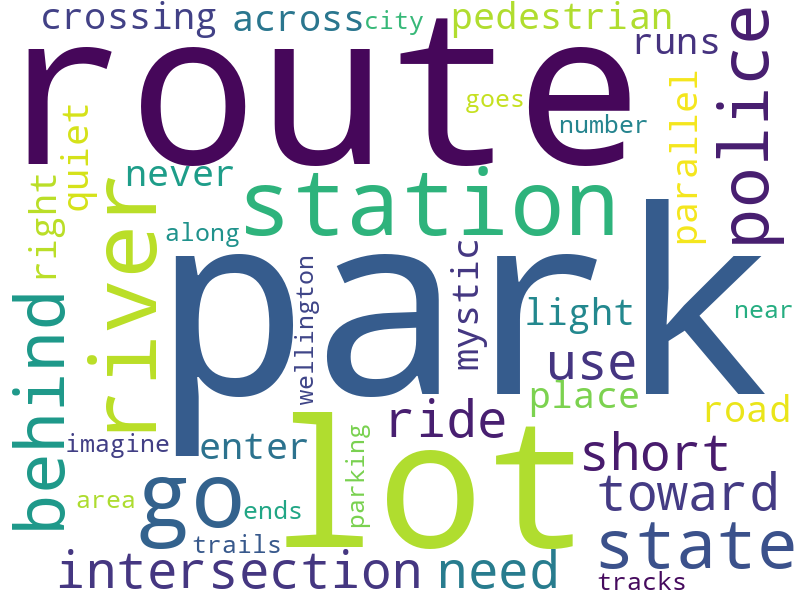 crossing
across
city
pedestrian
route
runs
police
goes
number
parallel
quiet
never
right
river
station
along
park
behind
wellington
mystic
light
near
use
place
road
ride
lot
imagine
enter
short
parking
area
go
ends
toward
trails
state
intersection
need
tracks